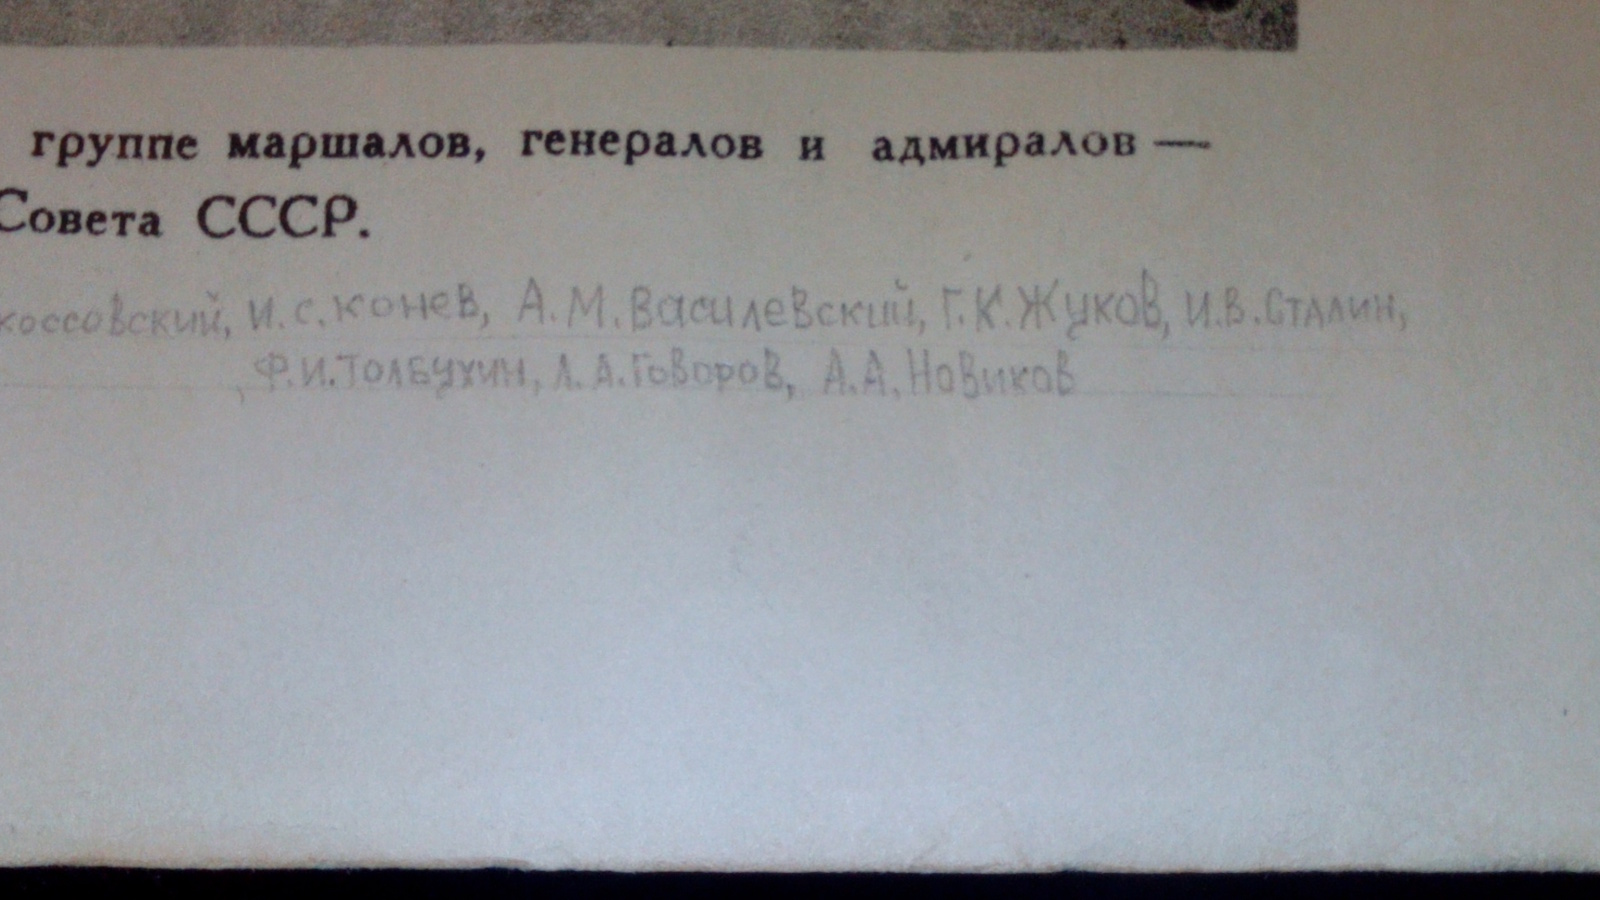 группе маршалов, генералов и адмиралов —
Совета СССР.
коссовский, И.С. Конев, А.М. Василевский, Г.К. Жуков, И.В. Сталин,
, Ф.И. Толбухин, Л.А. Говоров, А.А. Новиков